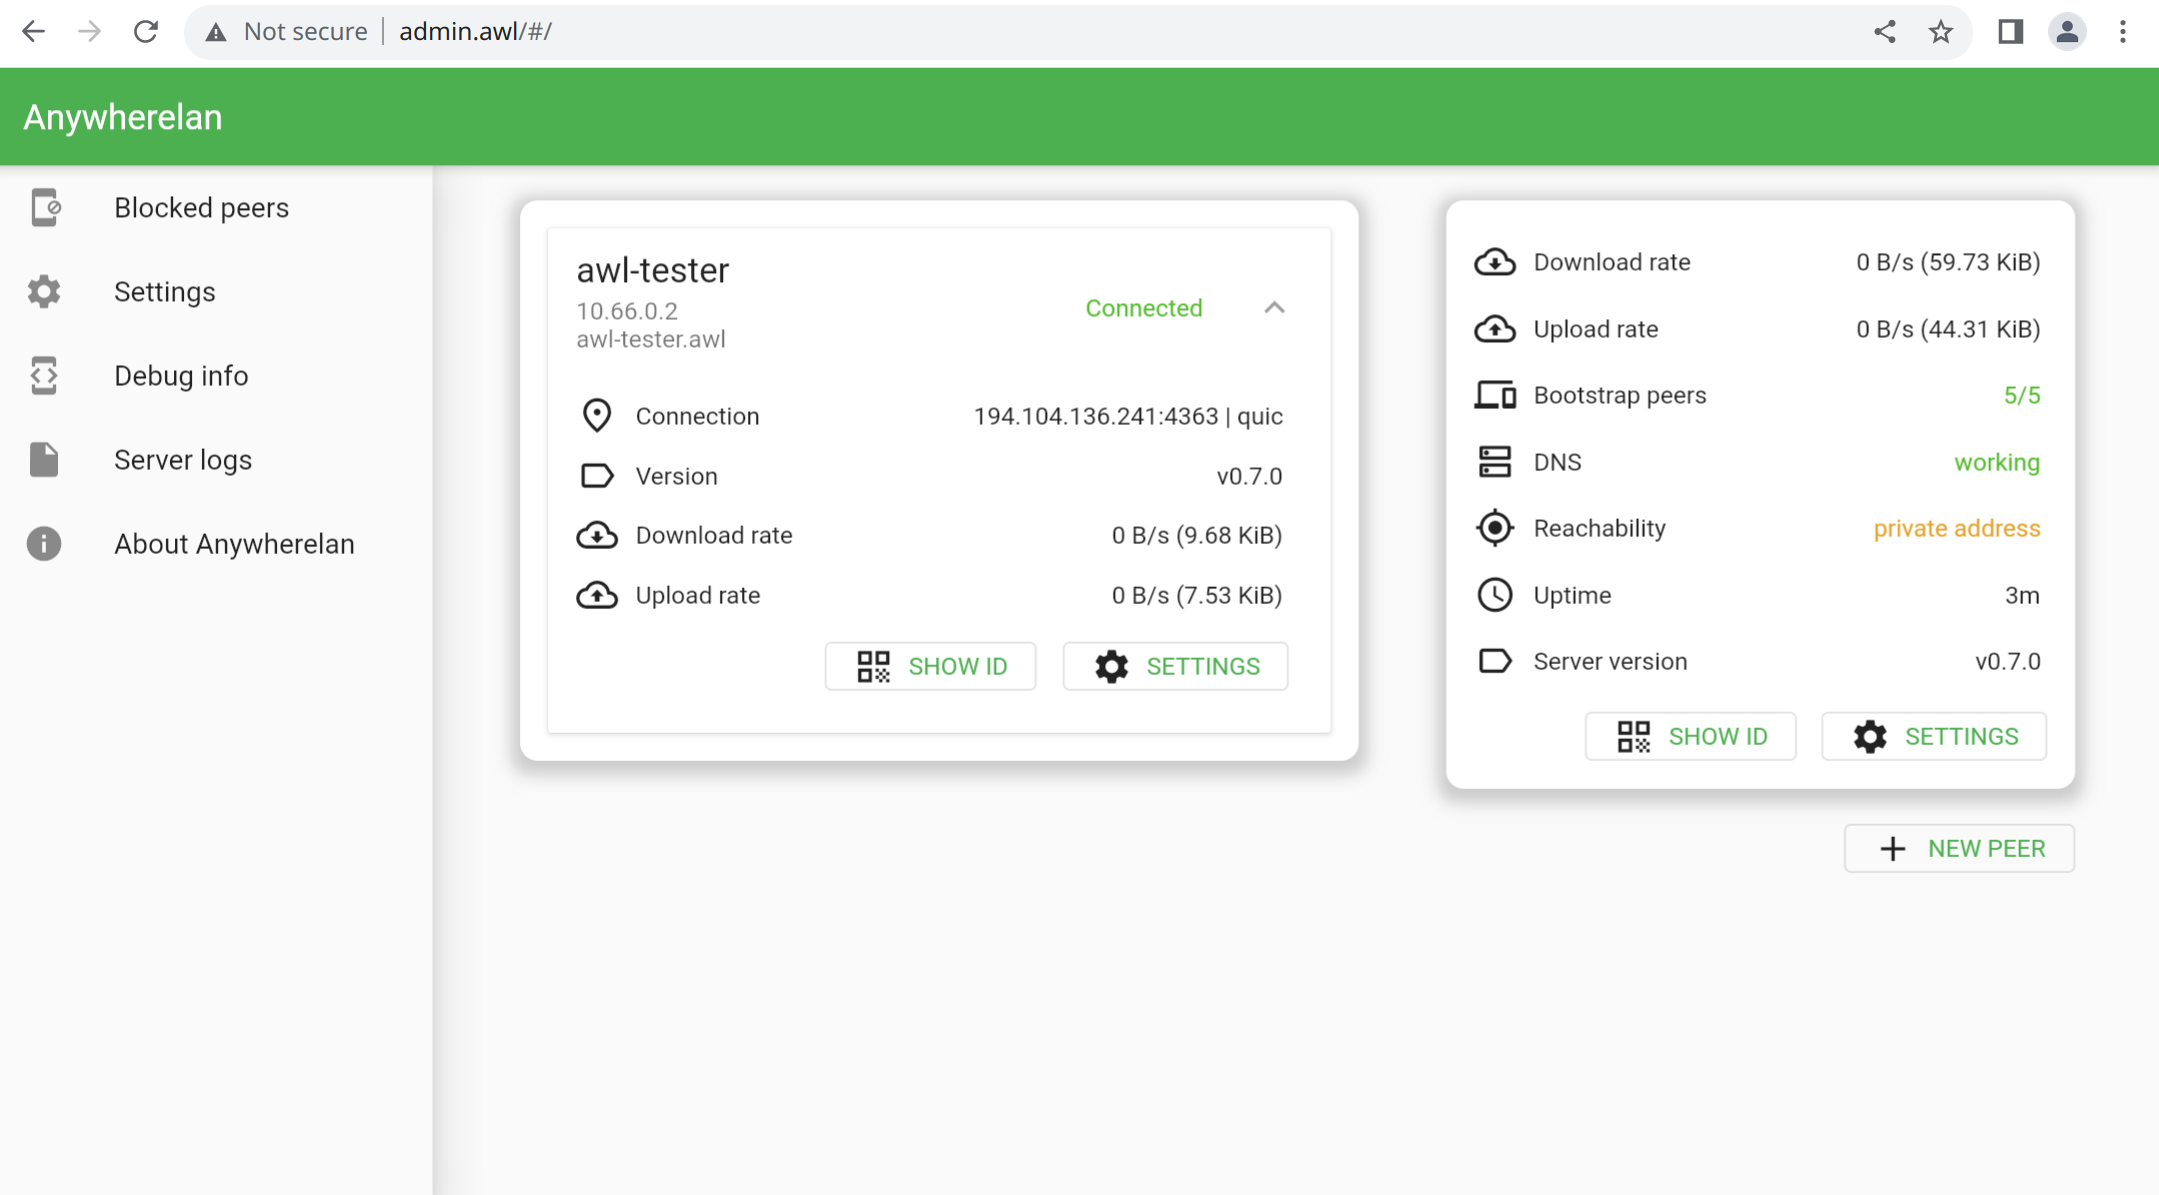 Not secure | admin.awl/#/
Anywherelan
Blocked peers
Settings
Debug info
Server logs
About Anywherelan
awl-tester
10.66.0.2
awl-tester.awl
Connected
Connection 194.104.136.241:4363 | quic
Version v0.7.0
Download rate 0 B/s (9.68 KiB)
Upload rate 0 B/s (7.53 KiB)
SHOW ID SETTINGS
Download rate 0 B/s (59.73 KiB)
Upload rate 0 B/s (44.31 KiB)
Bootstrap peers 5/5
DNS working
Reachability private address
Uptime 3m
Server version v0.7.0
SHOW ID SETTINGS
NEW PEER